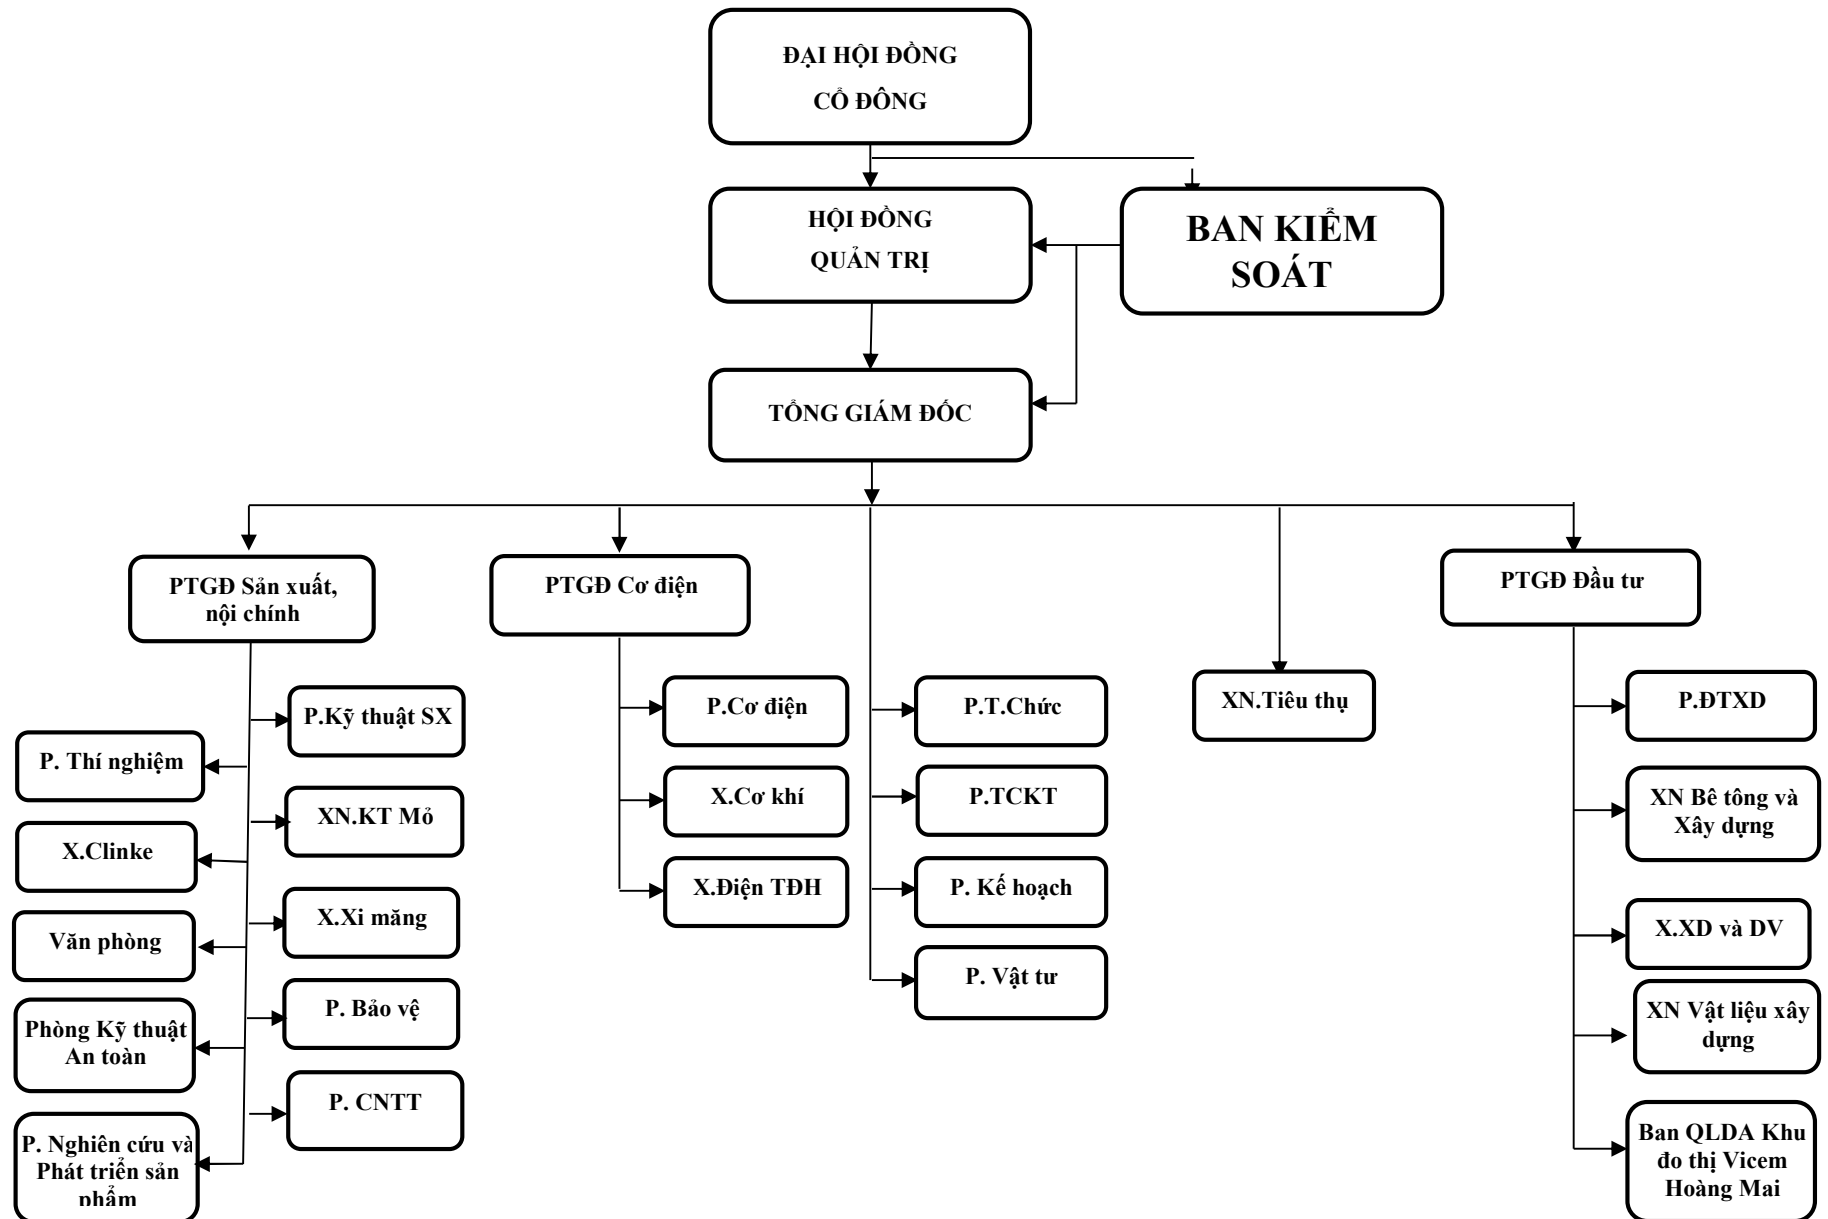 ĐẠI HỘI ĐỒNG
CỔ ĐÔNG
HỘI ĐỒNG
QUẢN TRỊ
BAN KIỂM
SOÁT
TỔNG GIÁM ĐỐC
PTGĐ Sản xuất,
nội chính
PTGĐ Cơ điện
PTGĐ Đầu tư
P.Kỹ thuật SX
P. Thí nghiệm
XN.KT Mỏ
X.Clinke
X.Xi măng
Văn phòng
P. Bảo vệ
Phòng Kỹ thuật
An toàn
P. CNTT
P. Nghiên cứu và
Phát triển sản
phẩm
P.Cơ điện
X.Cơ khí
X.Điện TĐH
P.T.Chức
P.TCKT
P. Kế hoạch
P. Vật tư
XN.Tiêu thụ
P.ĐTXD
XN Bê tông và
Xây dựng
X.XD và DV
XN Vật liệu xây
dựng
Ban QLDA Khu
đo thị Vicem
Hoàng Mai